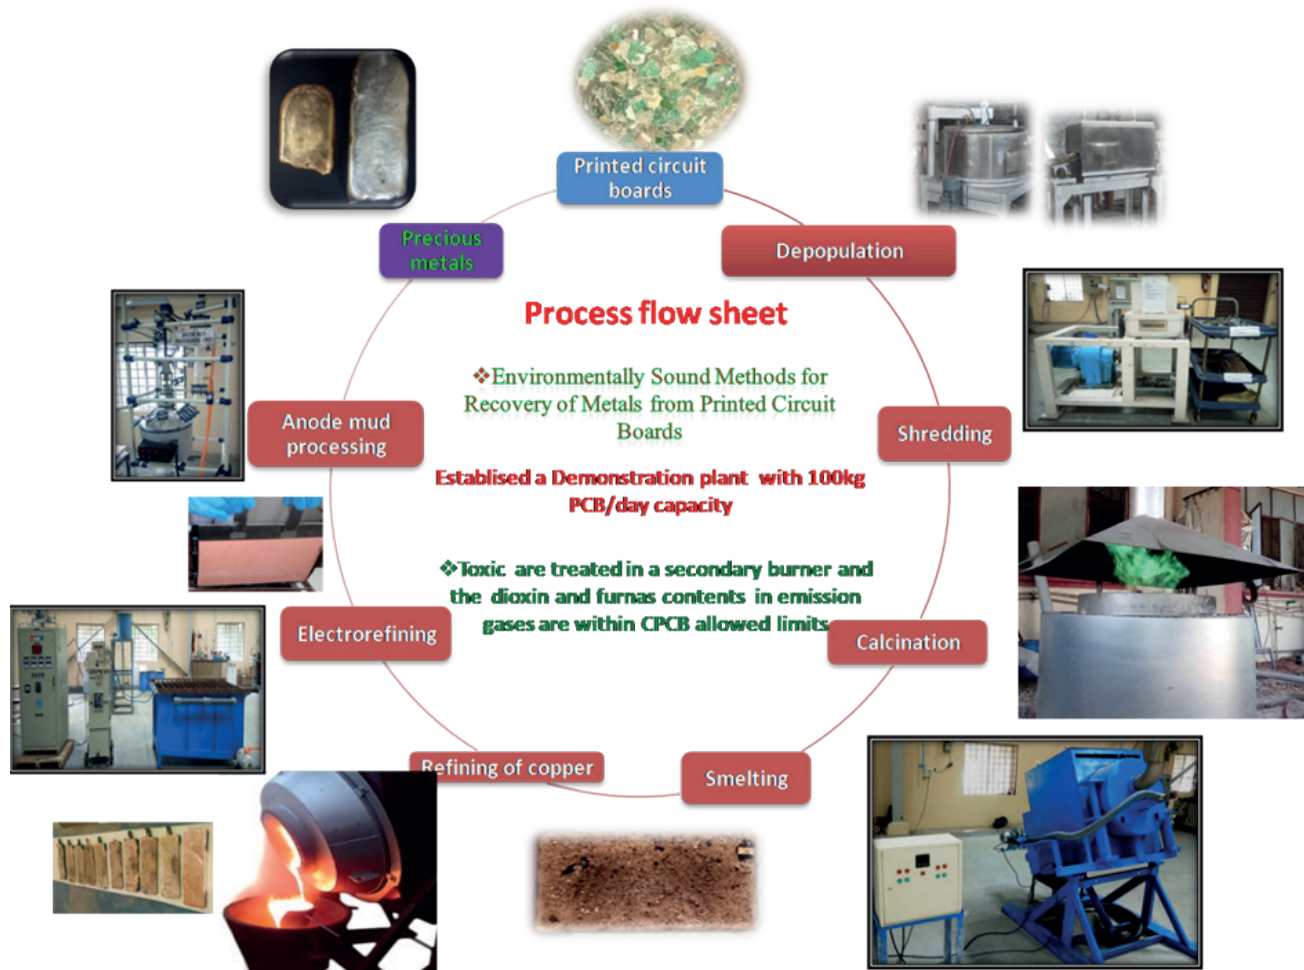 Printed circuit
boards
Precious
metals
Depopulation
Process flow sheet
❖Environmentally Sound Methods for
Recovery of Metals from Printed Circuit
Boards
Anode mud
processing
Shredding
Establised a Demonstration plant with 100kg
PCB/day capacity
❖Toxic are treated in a secondary burner and
the dioxin and furnas contents in emission
gases are within CPCB allowed limits
Electrorefining
Calcination
Refining of copper
Smelting